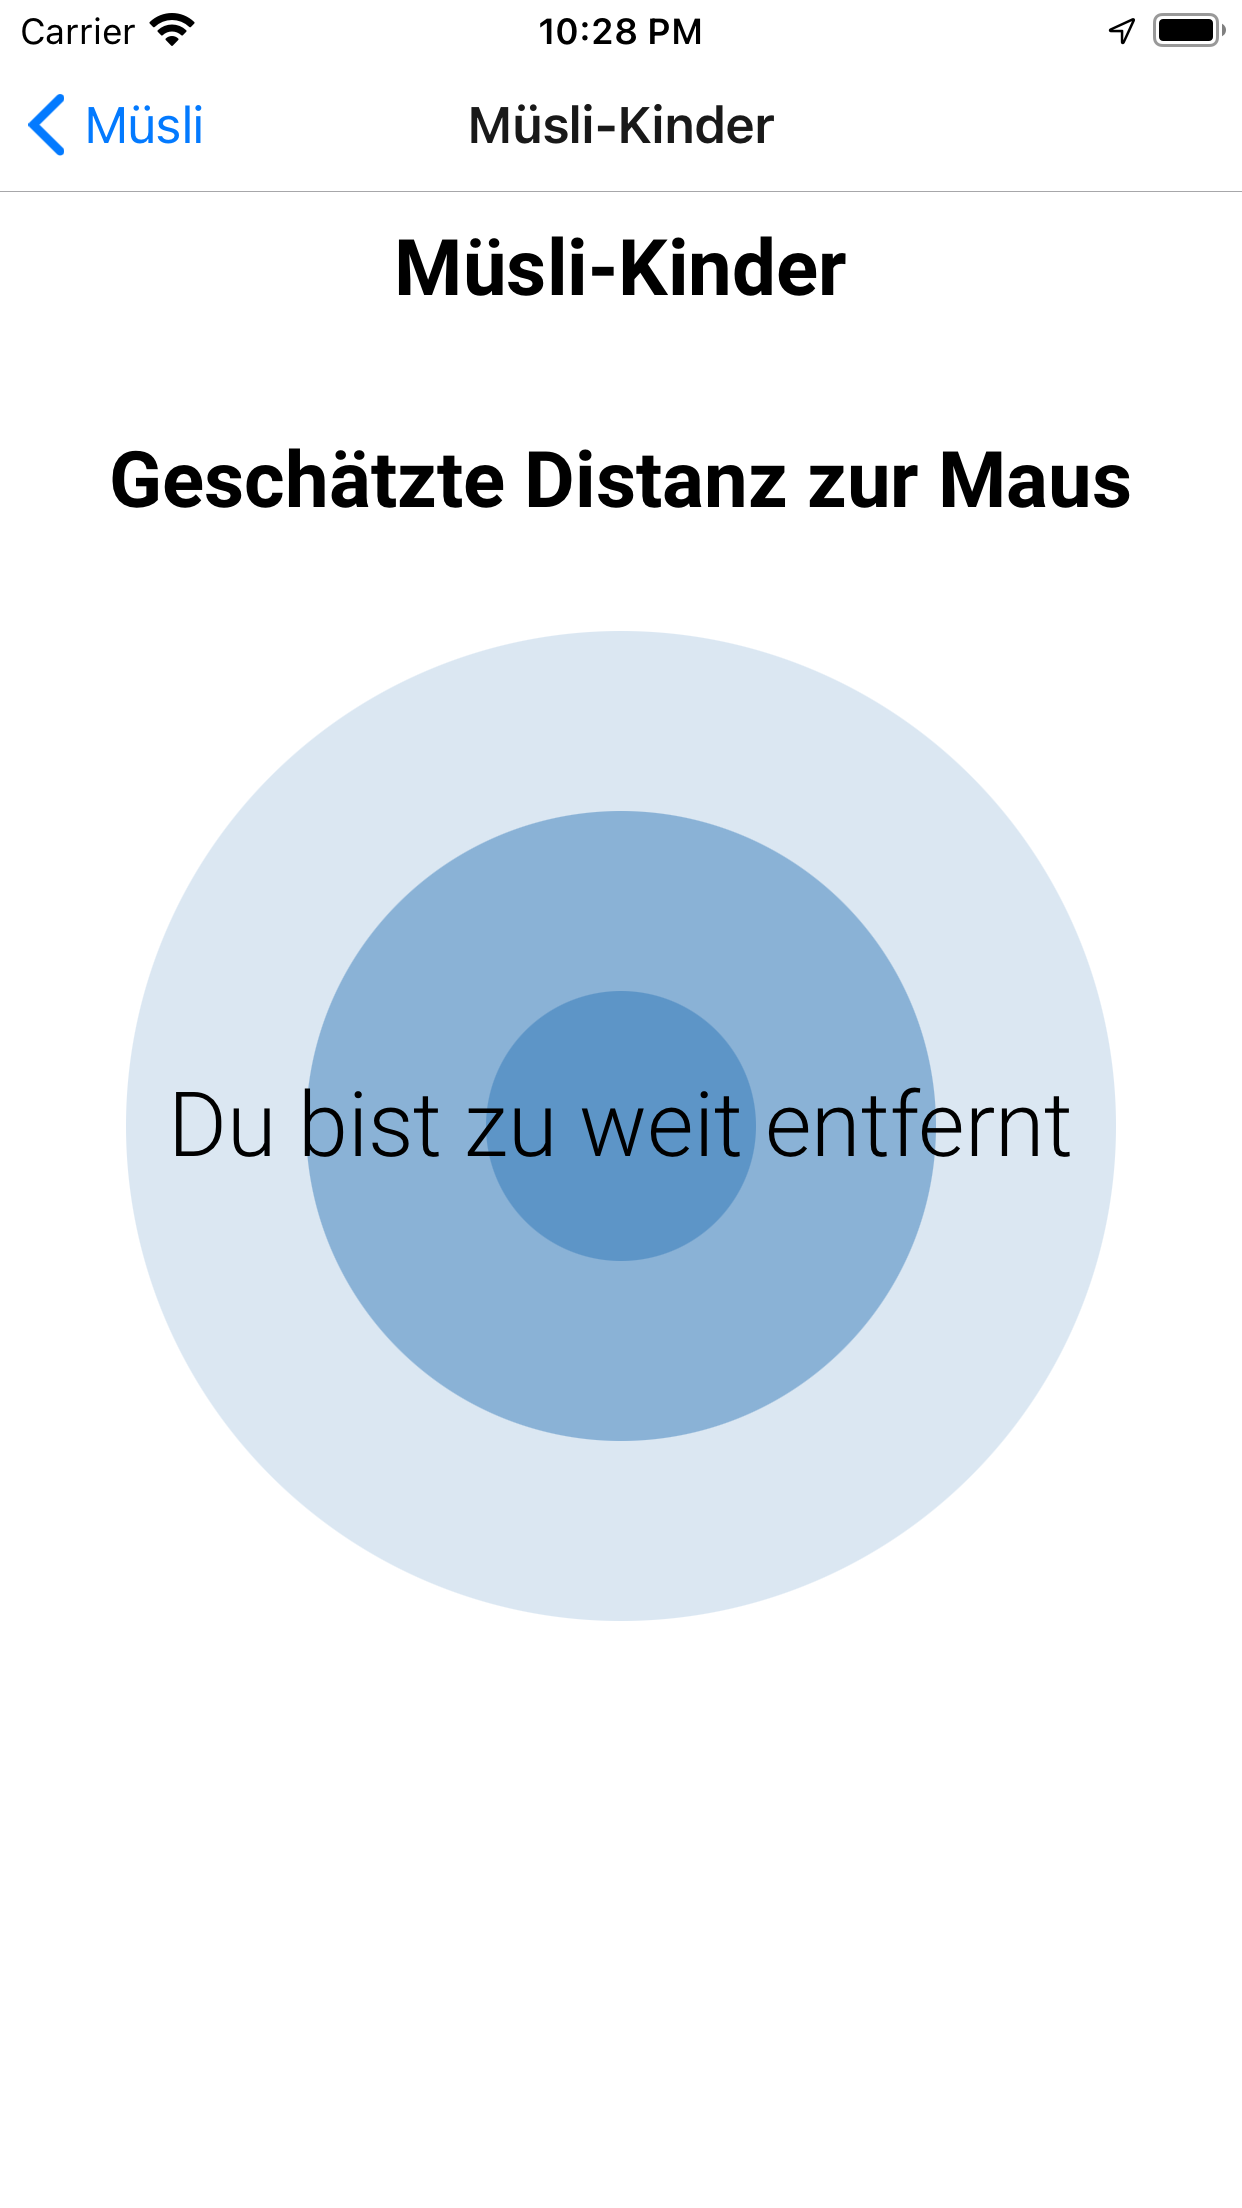 Carrier 10:28 PM
Müsli Müsli-Kinder
Müsli-Kinder
Geschätzte Distanz zur Maus
Du bist zu weit entfernt